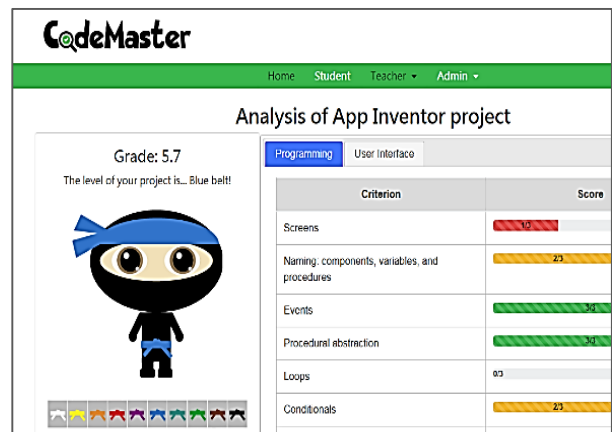 CodeMaster
Home Student Teacher Admin
Analysis of App Inventor project
Grade: 5.7
The level of your project is... Blue belt!
Programming User Interface
Criterion Score
Screens 1/3
Naming: components, variables, and
procedures 2/3
Events 3/3
Procedural abstraction 3/3
Loops 0/3
Conditionals 2/3